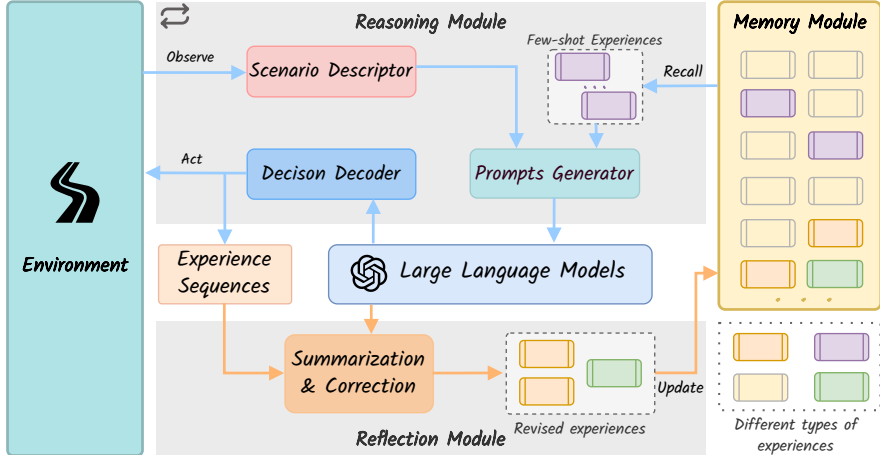 Reasoning Module
Memory Module
Few-shot Experiences
Observe
Scenario Descriptor
Recall
Act
Decison Decoder
Prompts Generator
Environment
Experience
Sequences
Large Language Models
Summarization
& Correction
Update
Revised experiences
Reflection Module
Different types of
experiences